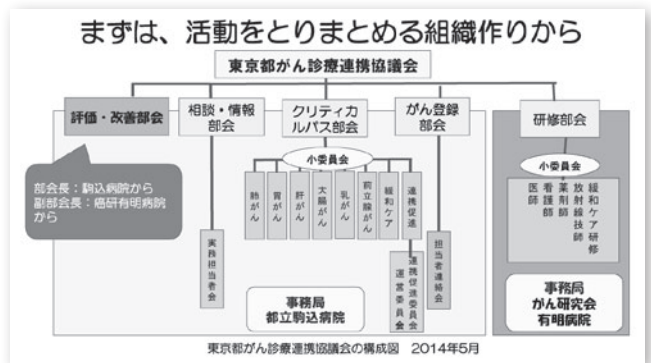 まずは、活動をとりまとめる組織作りから
東京都がん診療連携協議会
評価・改善部会
相談・情報
部会
クリティカ
ルパス部会
がん登録
部会
研修部会
部会長:駒込病院から
副部会長:癌研有明病院
から
小委員会
肺がん
胃がん
肝がん
大腸がん
乳がん
前立腺がん
緩和ケア
連携促進
小委員会
緩和ケア研修
放射線技師
薬剤師
看護師
医師
実務担当者会
連携促進委員会
運営委員会
担当者連絡会
事務局
都立駒込病院
事務局
がん研究会
有明病院
東京都がん診療連携協議会の構成図 2014年5月